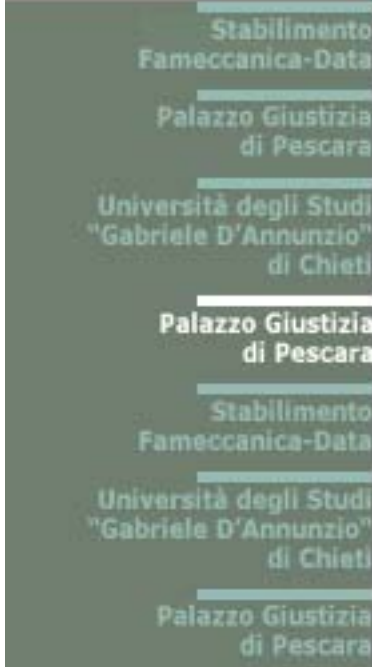 Stabilimento
Fameccanica-Data
Palazzo Giustizia
di Pescara
Università degli Studi
"Gabriele D'Annunzio"
di Chieti
Palazzo Giustizia
di Pescara
Stabilimento
Fameccanica-Data
Università degli Studi
"Gabriele D'Annunzio"
di Chieti
Palazzo Giustizia
di Pescara